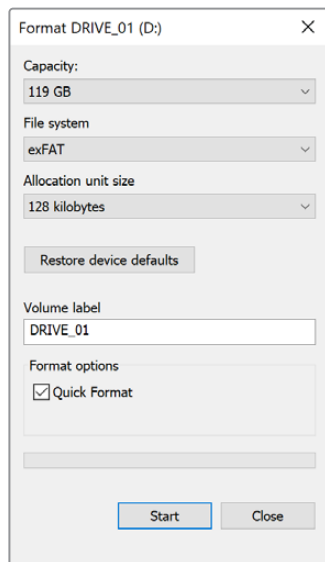 Format DRIVE_01 (D:)
Capacity:
119 GB
File system
exFAT
Allocation unit size
128 kilobytes
Restore device defaults
Volume label
DRIVE_01
Format options
Quick Format
Start Close